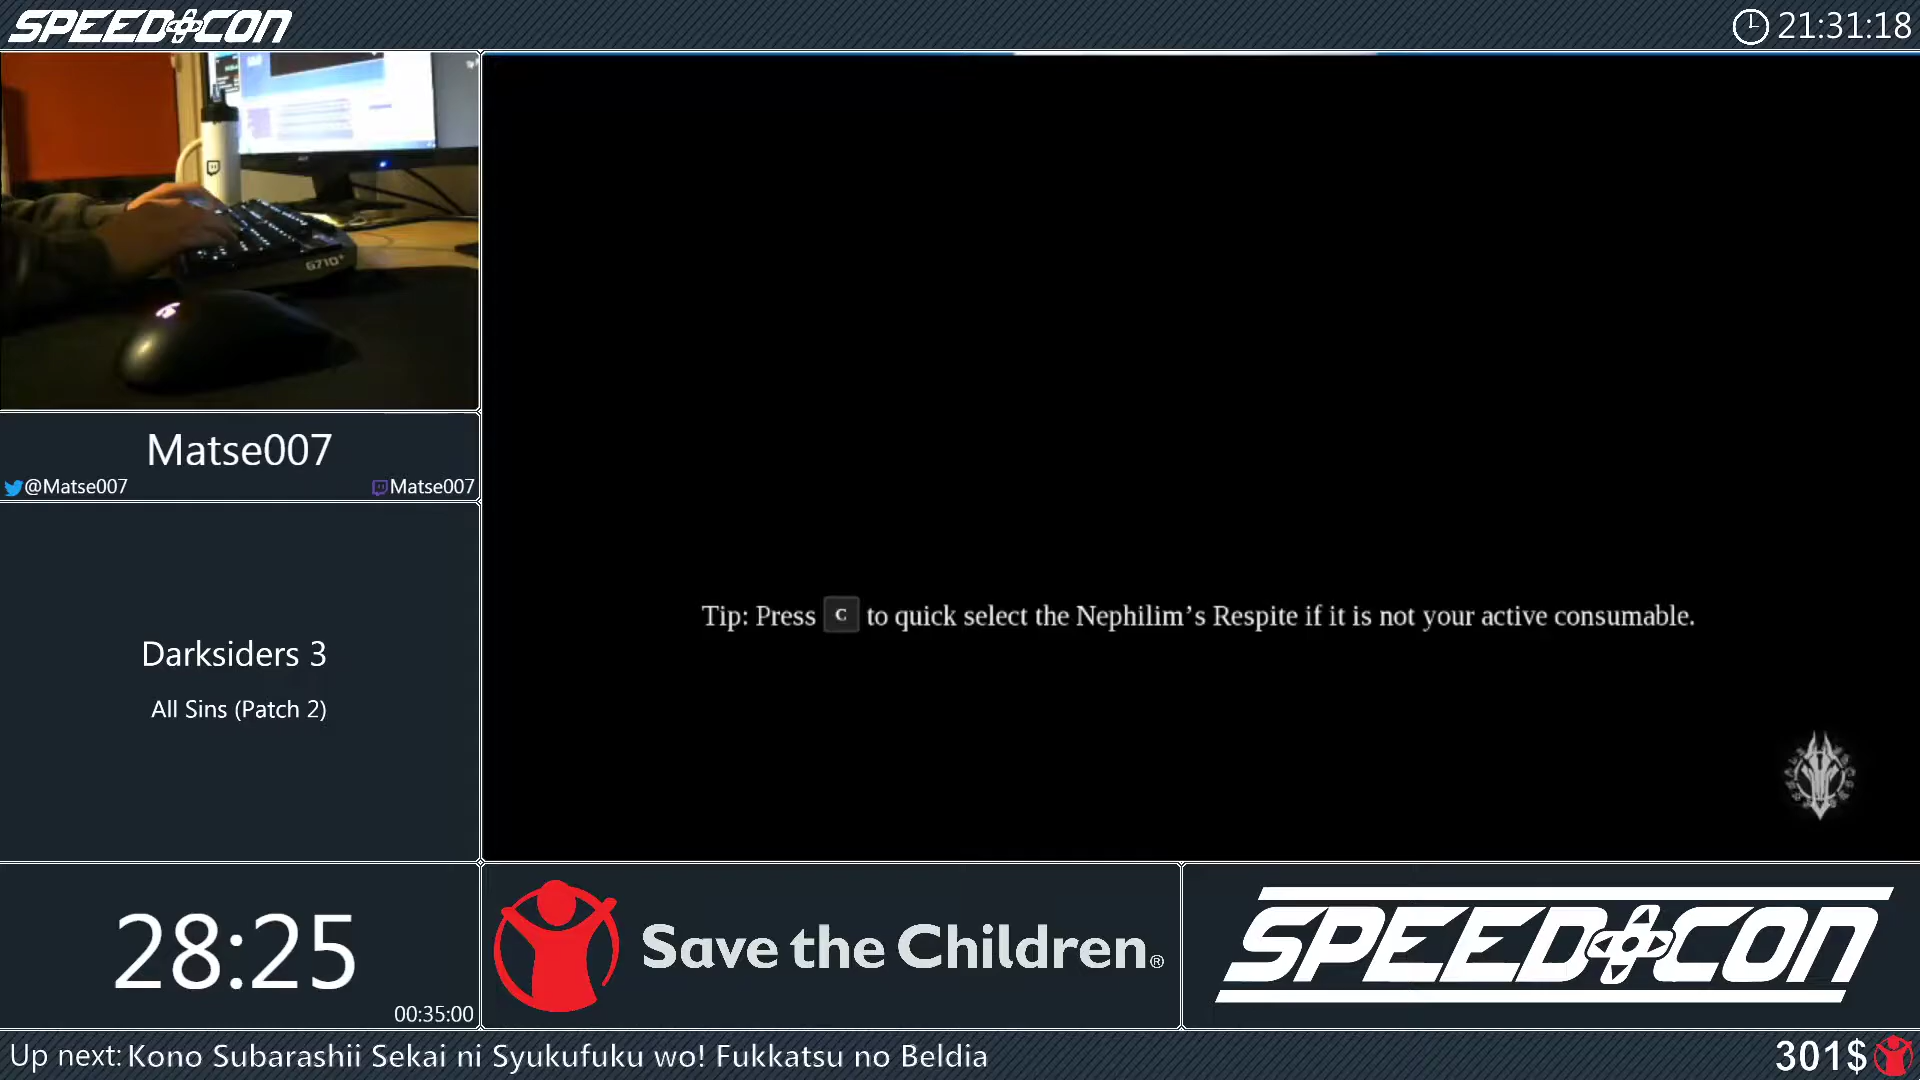 SPEEDCON
21:31:18
G710+
Matse007
@Matse007
Matse007
Darksiders 3
All Sins (Patch 2)
Tip: Press C to quick select the Nephilim’s Respite if it is not your active consumable.
28:25
00:35:00
Save the Children®
SPEEDCON
Up next: Kono Subarashii Sekai ni Syukufuku wo! Fukkatsu no Beldia
301$